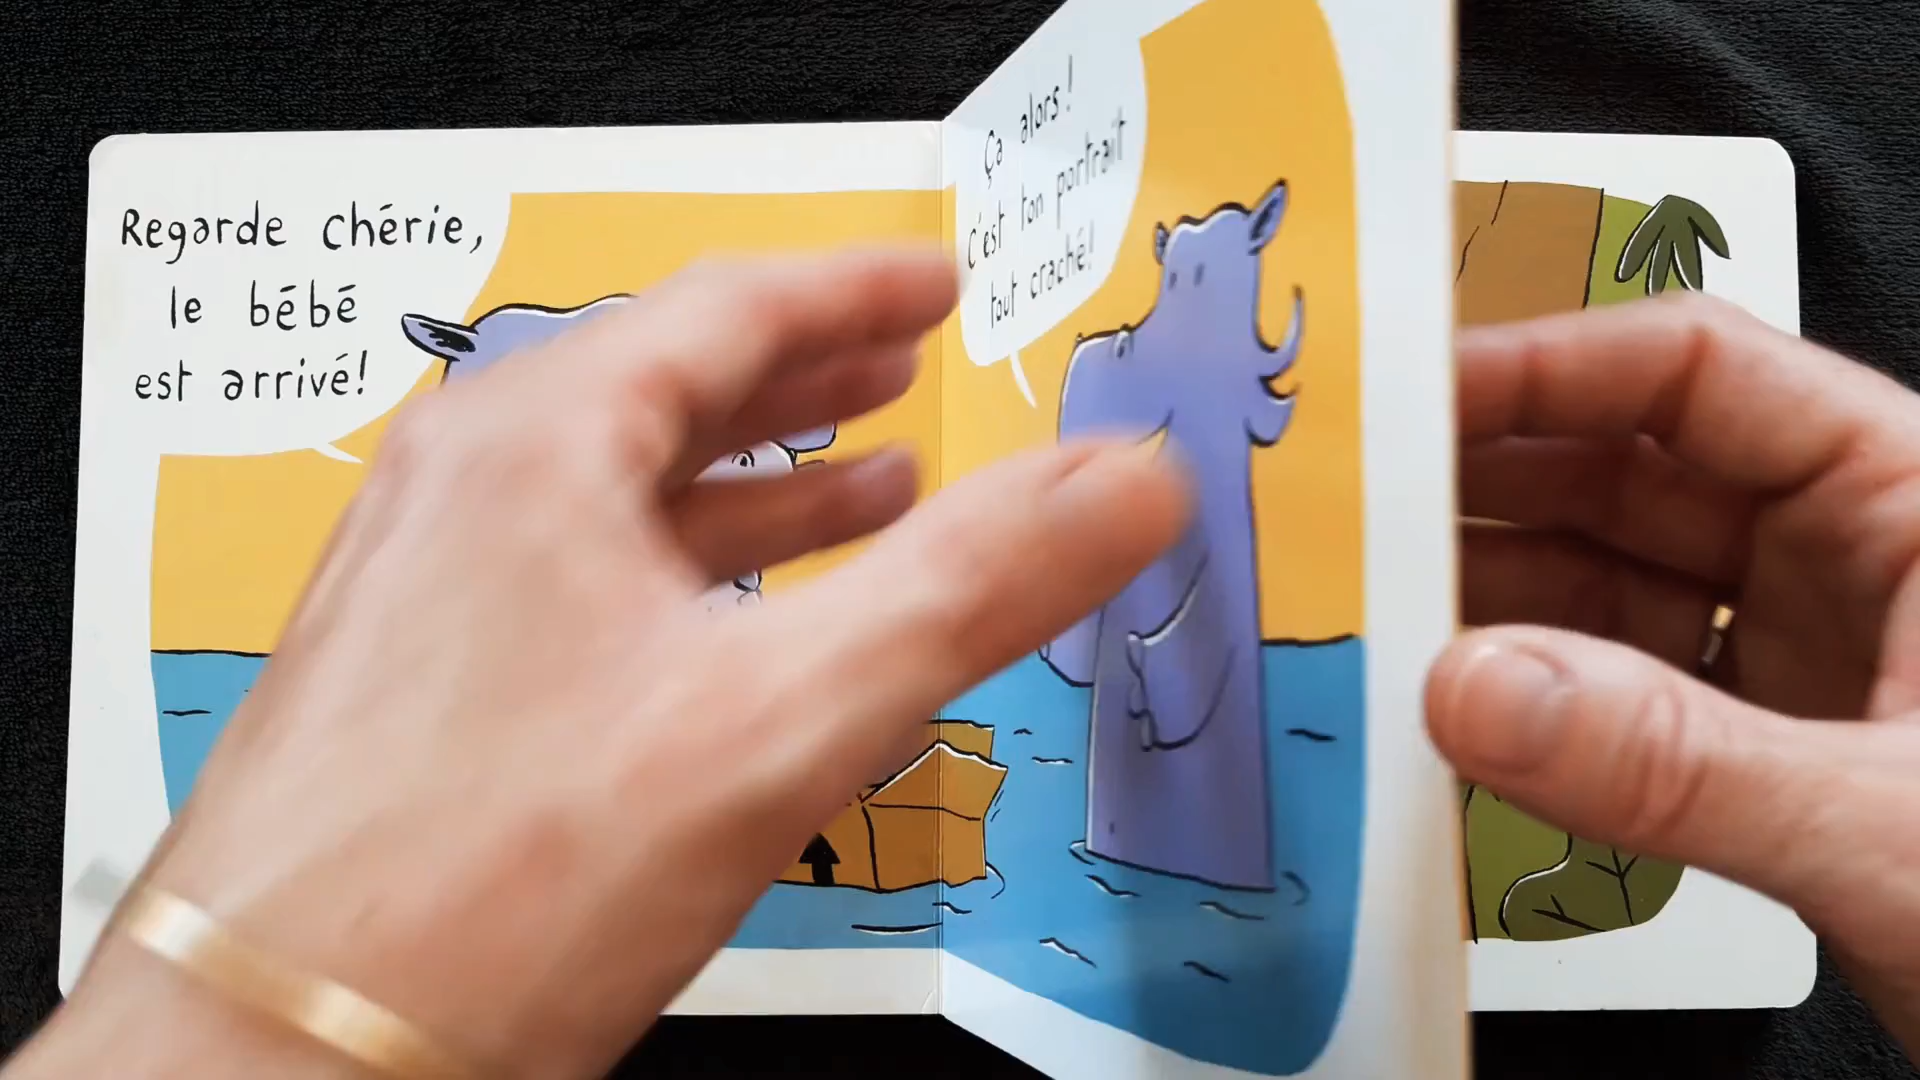 Regarde chérie,
le bébé
est arrivé!
Ça alors!
c'est ton portrait
tout craché!